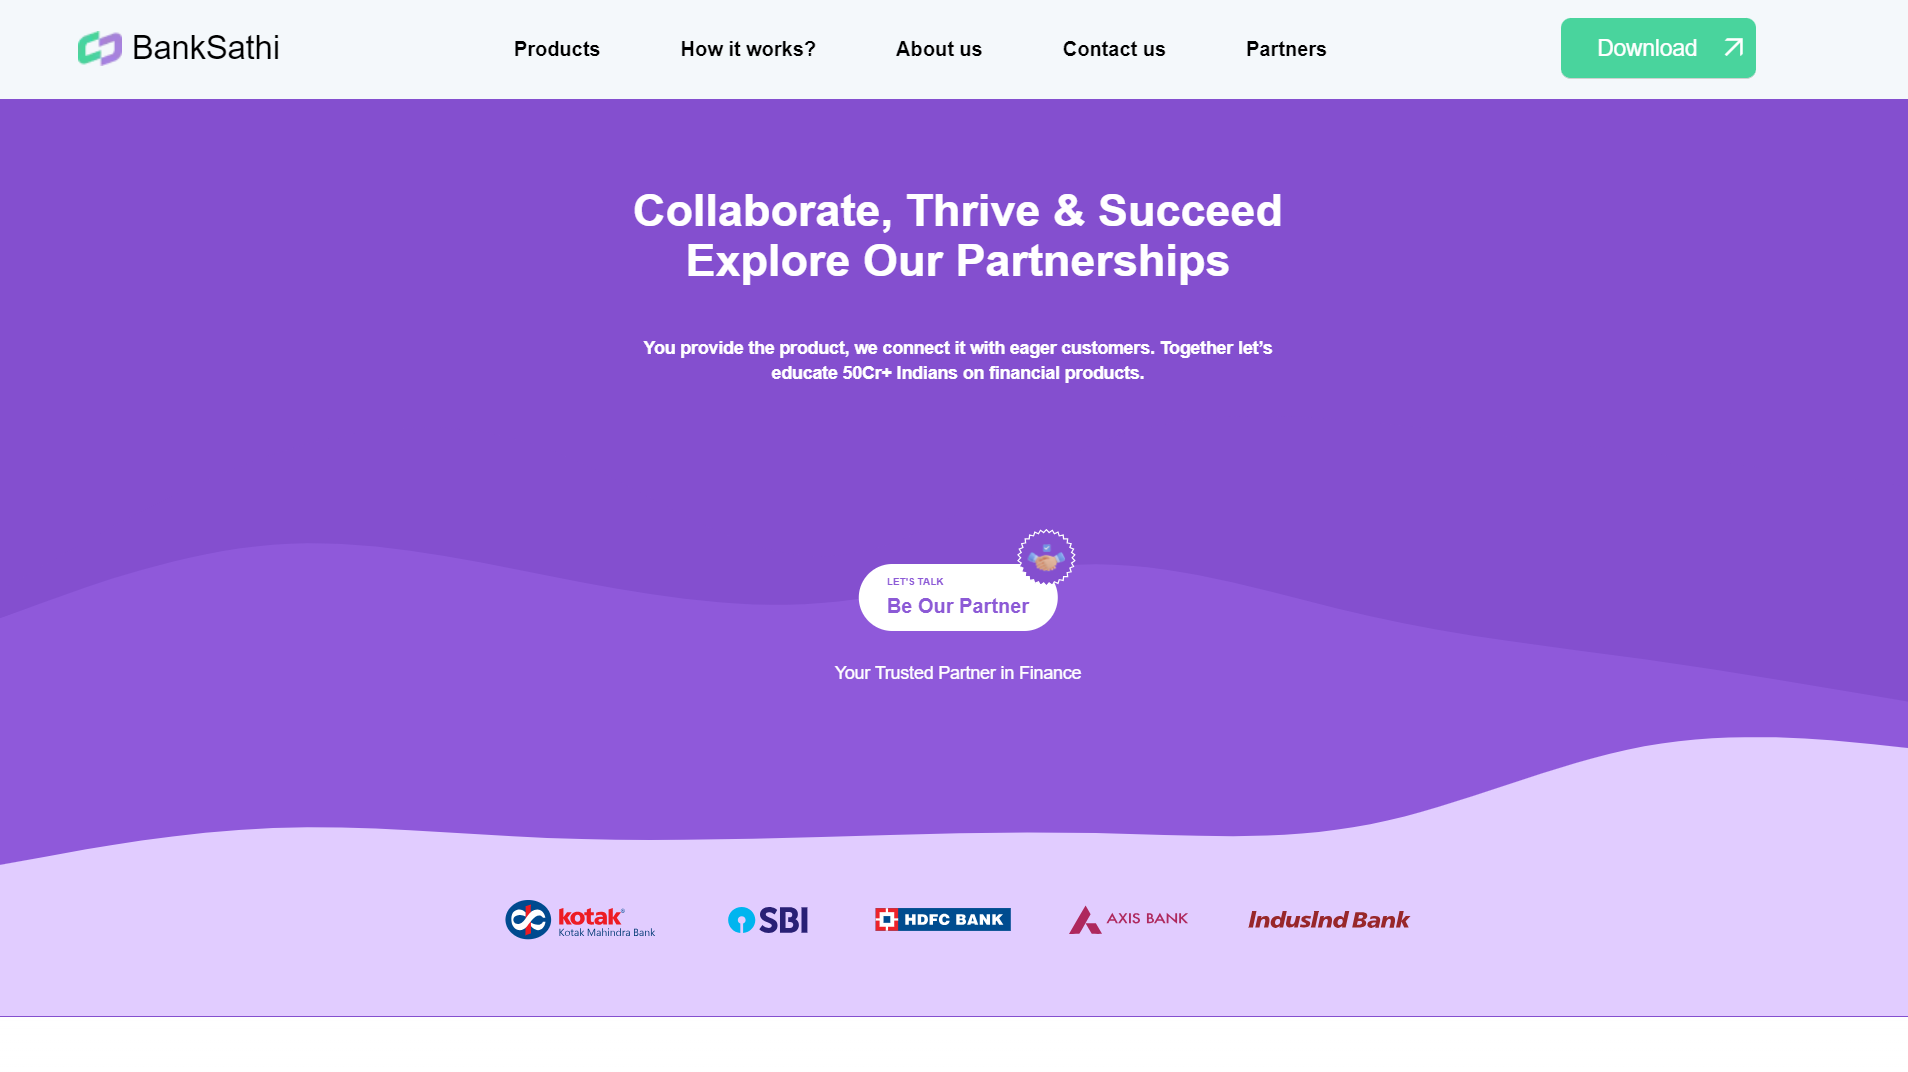 BankSathi
Products
How it works?
About us
Contact us
Partners
Download
Collaborate, Thrive & Succeed
Explore Our Partnerships
You provide the product, we connect it with eager customers. Together let’s
educate 50Cr+ Indians on financial products.
LET'S TALK
Be Our Partner
Your Trusted Partner in Finance
kotak®
Kotak Mahindra Bank
SBI
HDFC BANK
AXIS BANK
IndusInd Bank